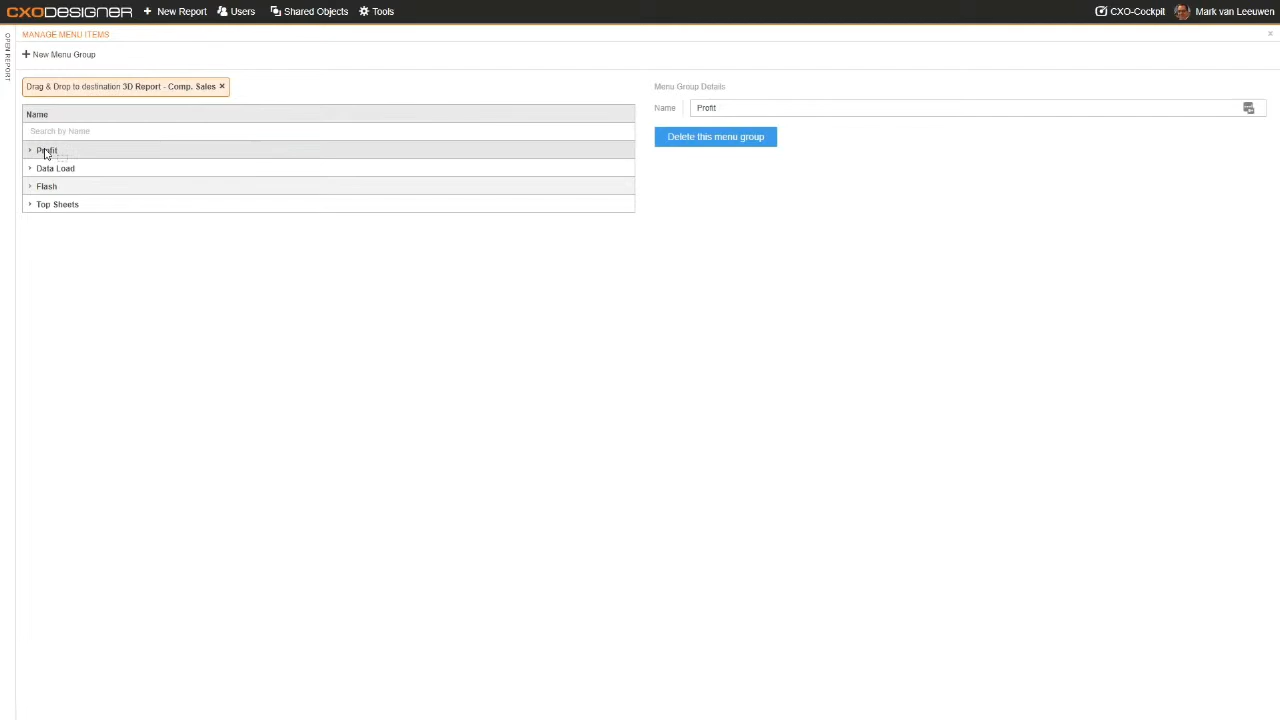 CXODESIGNER
New Report
Users
Shared Objects
Tools
CXO-Cockpit
Mark van Leeuwen
OPEN REPORT
MANAGE MENU ITEMS
New Menu Group
Drag & Drop to destination 3D Report - Comp. Sales ×
Menu Group Details
Name
Name Profit
Search by Name
Delete this menu group
Profit
Data Load
Flash
Top Sheets